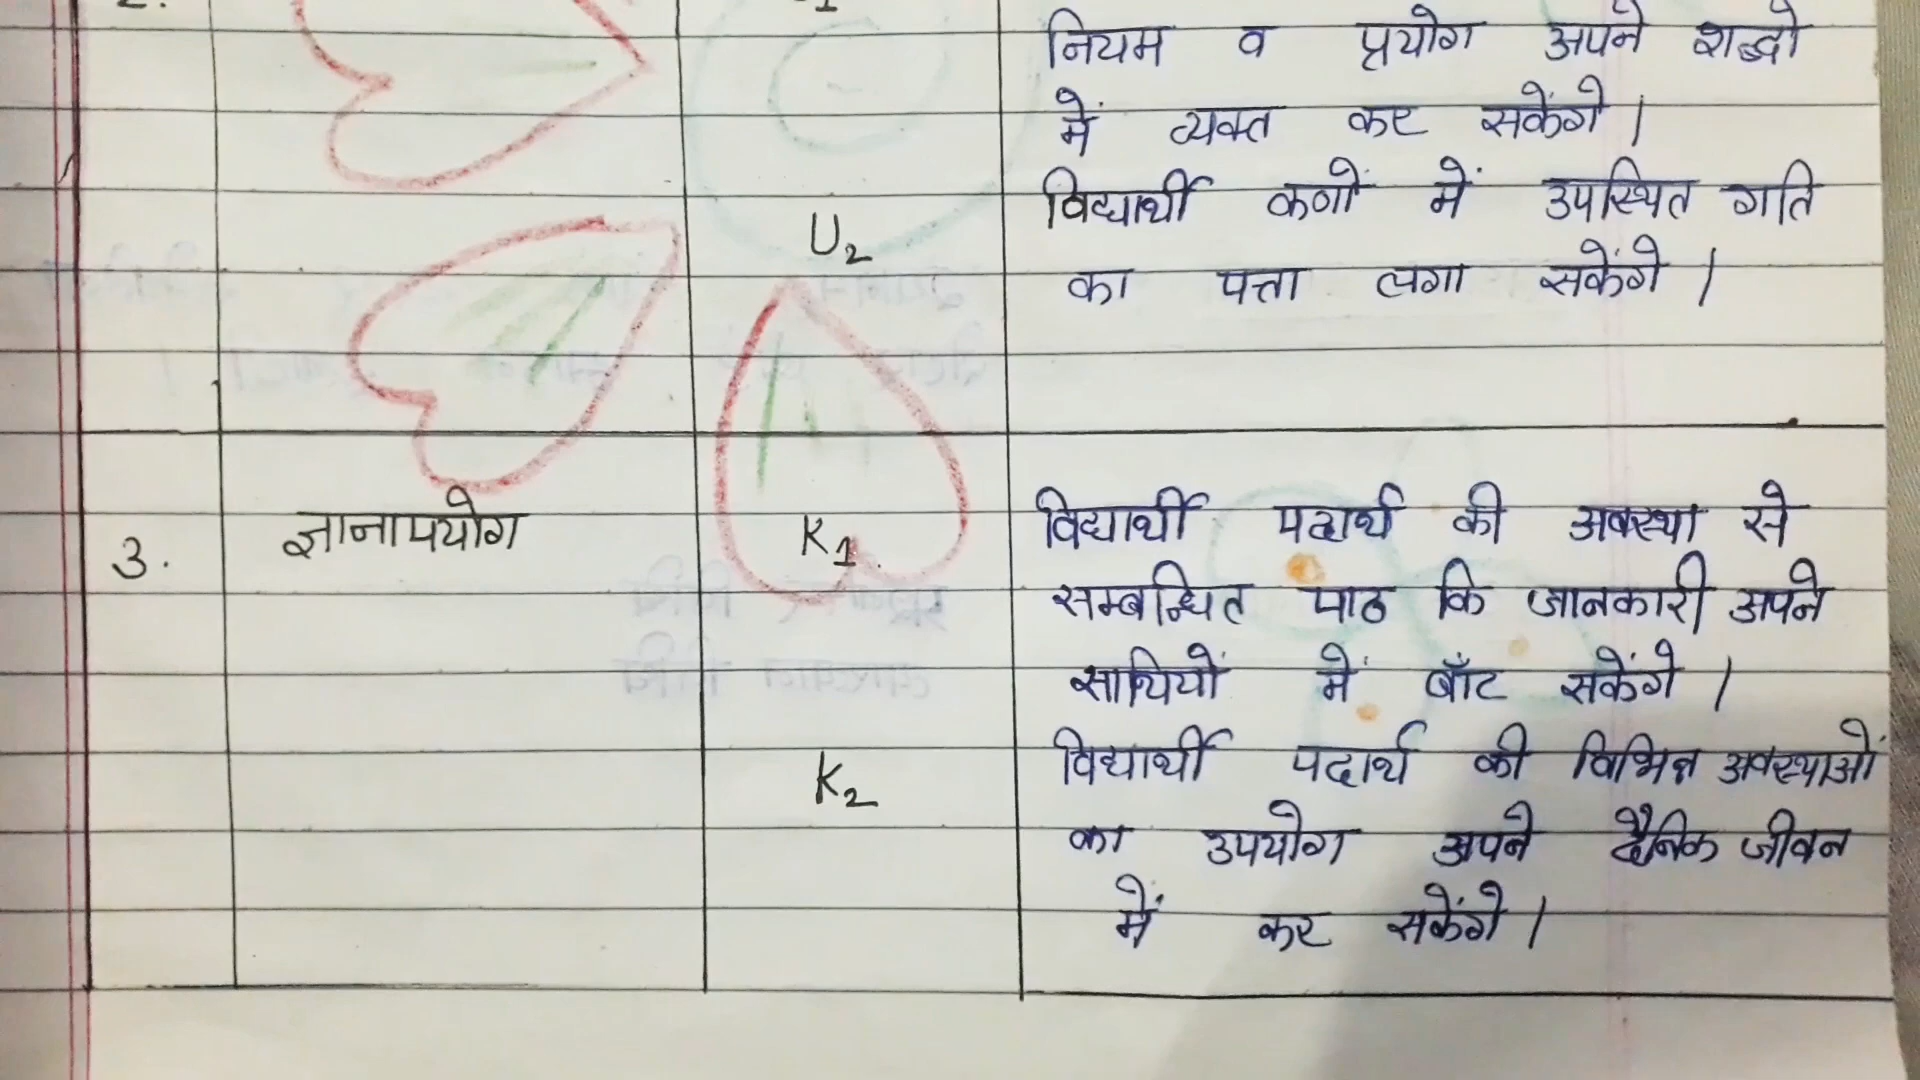 2.
नियम व प्रयोग अपने शब्दो
में व्यक्त कर सकेंगे।
U2 विद्यार्थी कणों में उपस्थित गति
का पत्ता लगा सकेंगे।
3. ज्ञानापयोग K1 विद्यार्थी पदार्थ की अवस्था से
सम्बन्धित पाठ कि जानकारी अपने
साथियों में बाँट सकेंगे।
K2 विद्यार्थी पदार्थ की विभिन्न अवस्थाओं
का उपयोग अपने दैनिक जीवन
में कर सकेंगे।